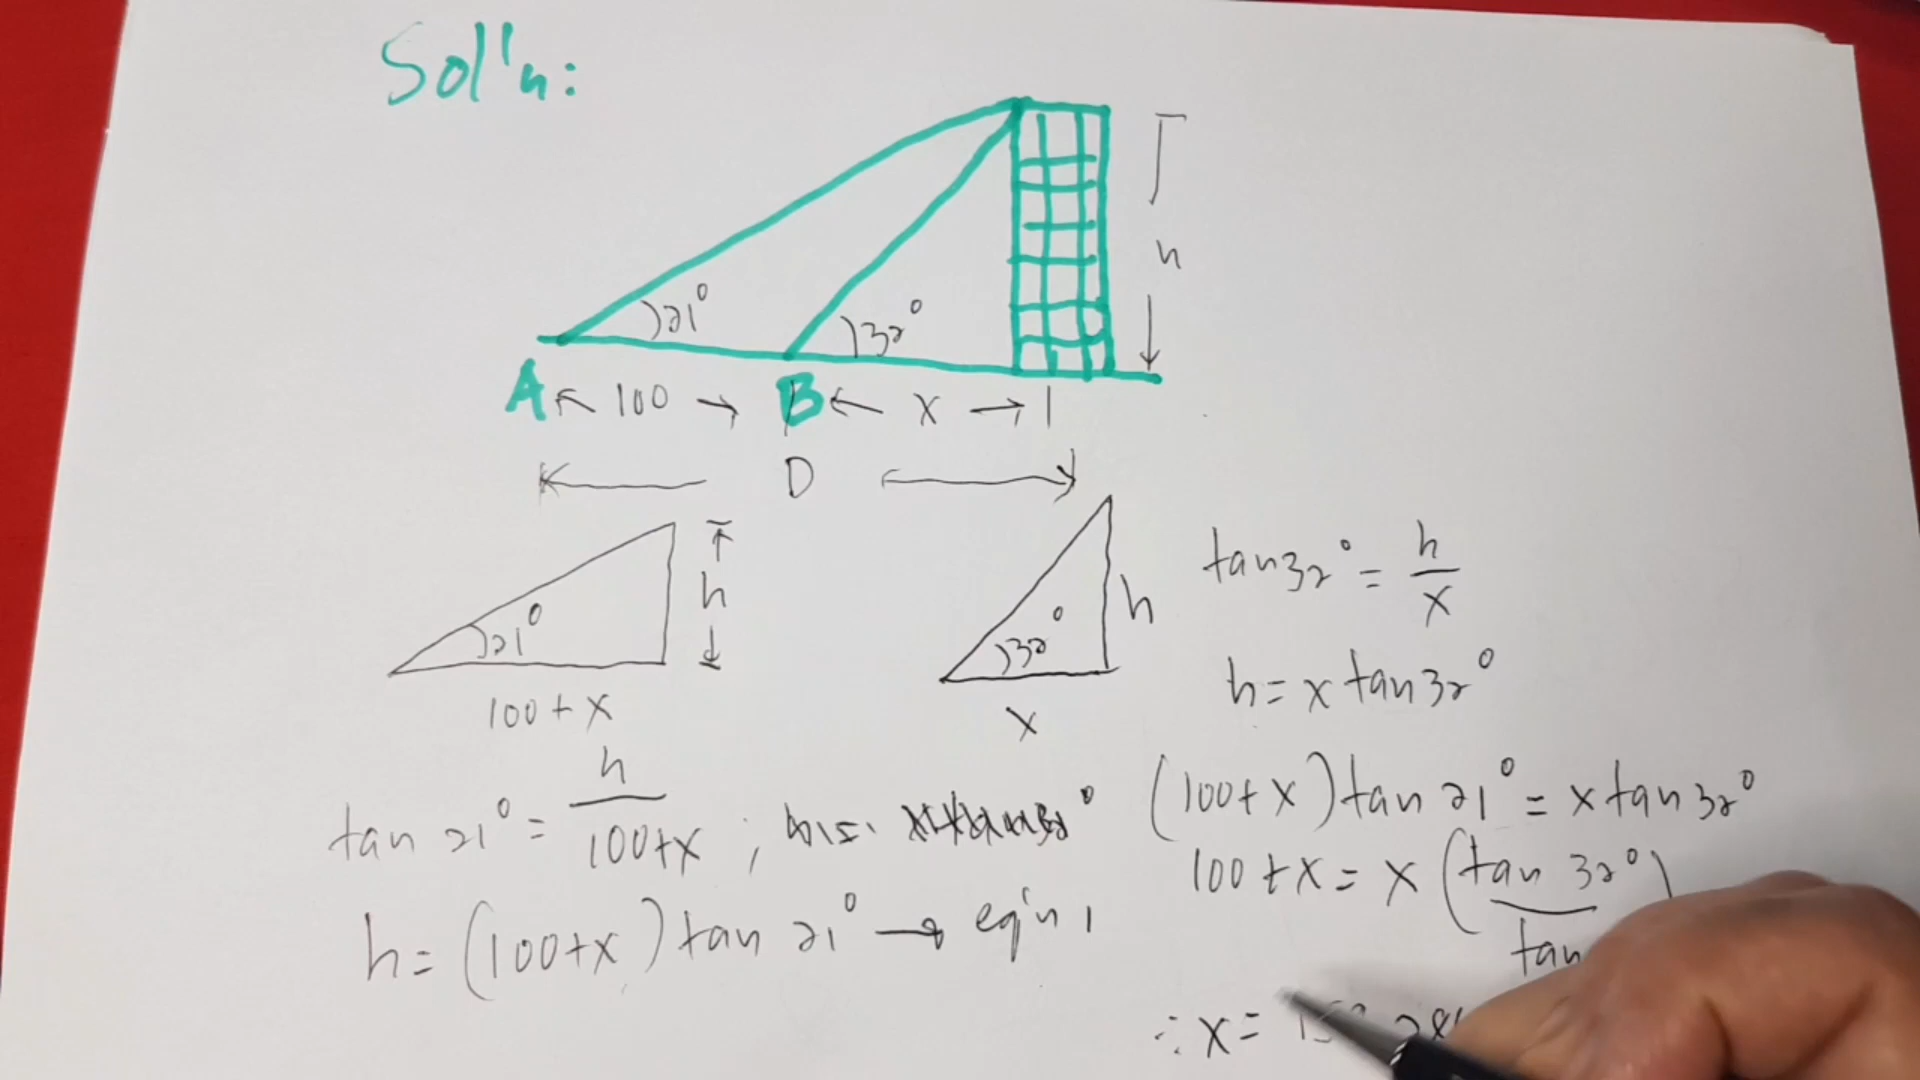 Sol'n:
21° 32° h
A 100 B x
D
21° h
100 + x
32° h
x
tan 32° = h/x
h = x tan 32°
tan 21° = h/(100+x) ;
h = (100+x) tan 21° → eq'n 1
(100+x) tan 21° = x tan 32°
100 + x = x (tan 32°/tan
∴ x =